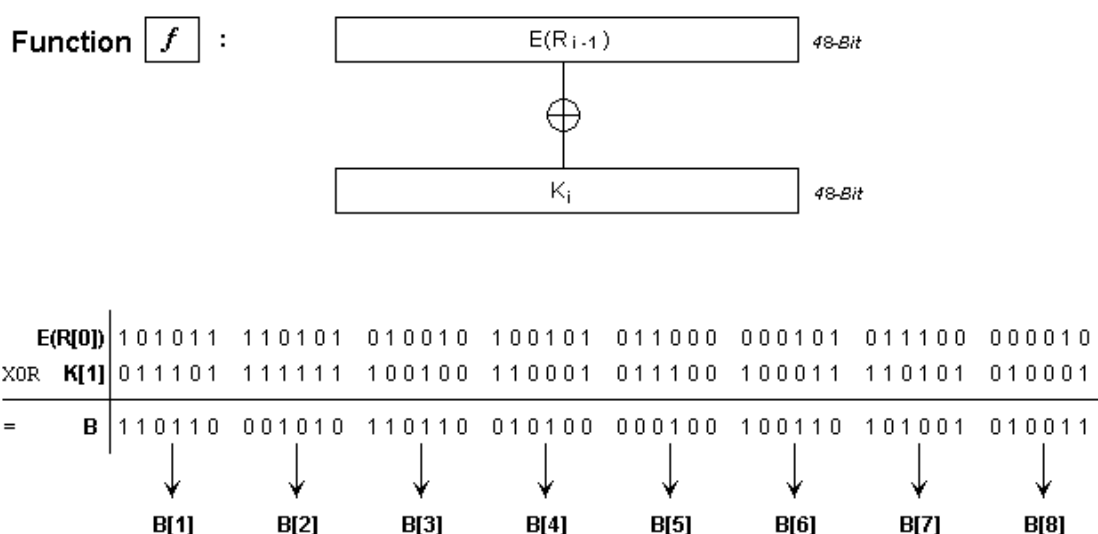 Function f :
E(R i-1) 48-Bit
K i 48-Bit
E(R[0]) 101011 110101 010010 100101 011000 000101 011100 000010
XOR K[1] 011101 111111 100100 110001 011100 100011 110101 010001
= B 110110 001010 110110 010100 000100 100110 101001 010011
B[1] B[2] B[3] B[4] B[5] B[6] B[7] B[8]